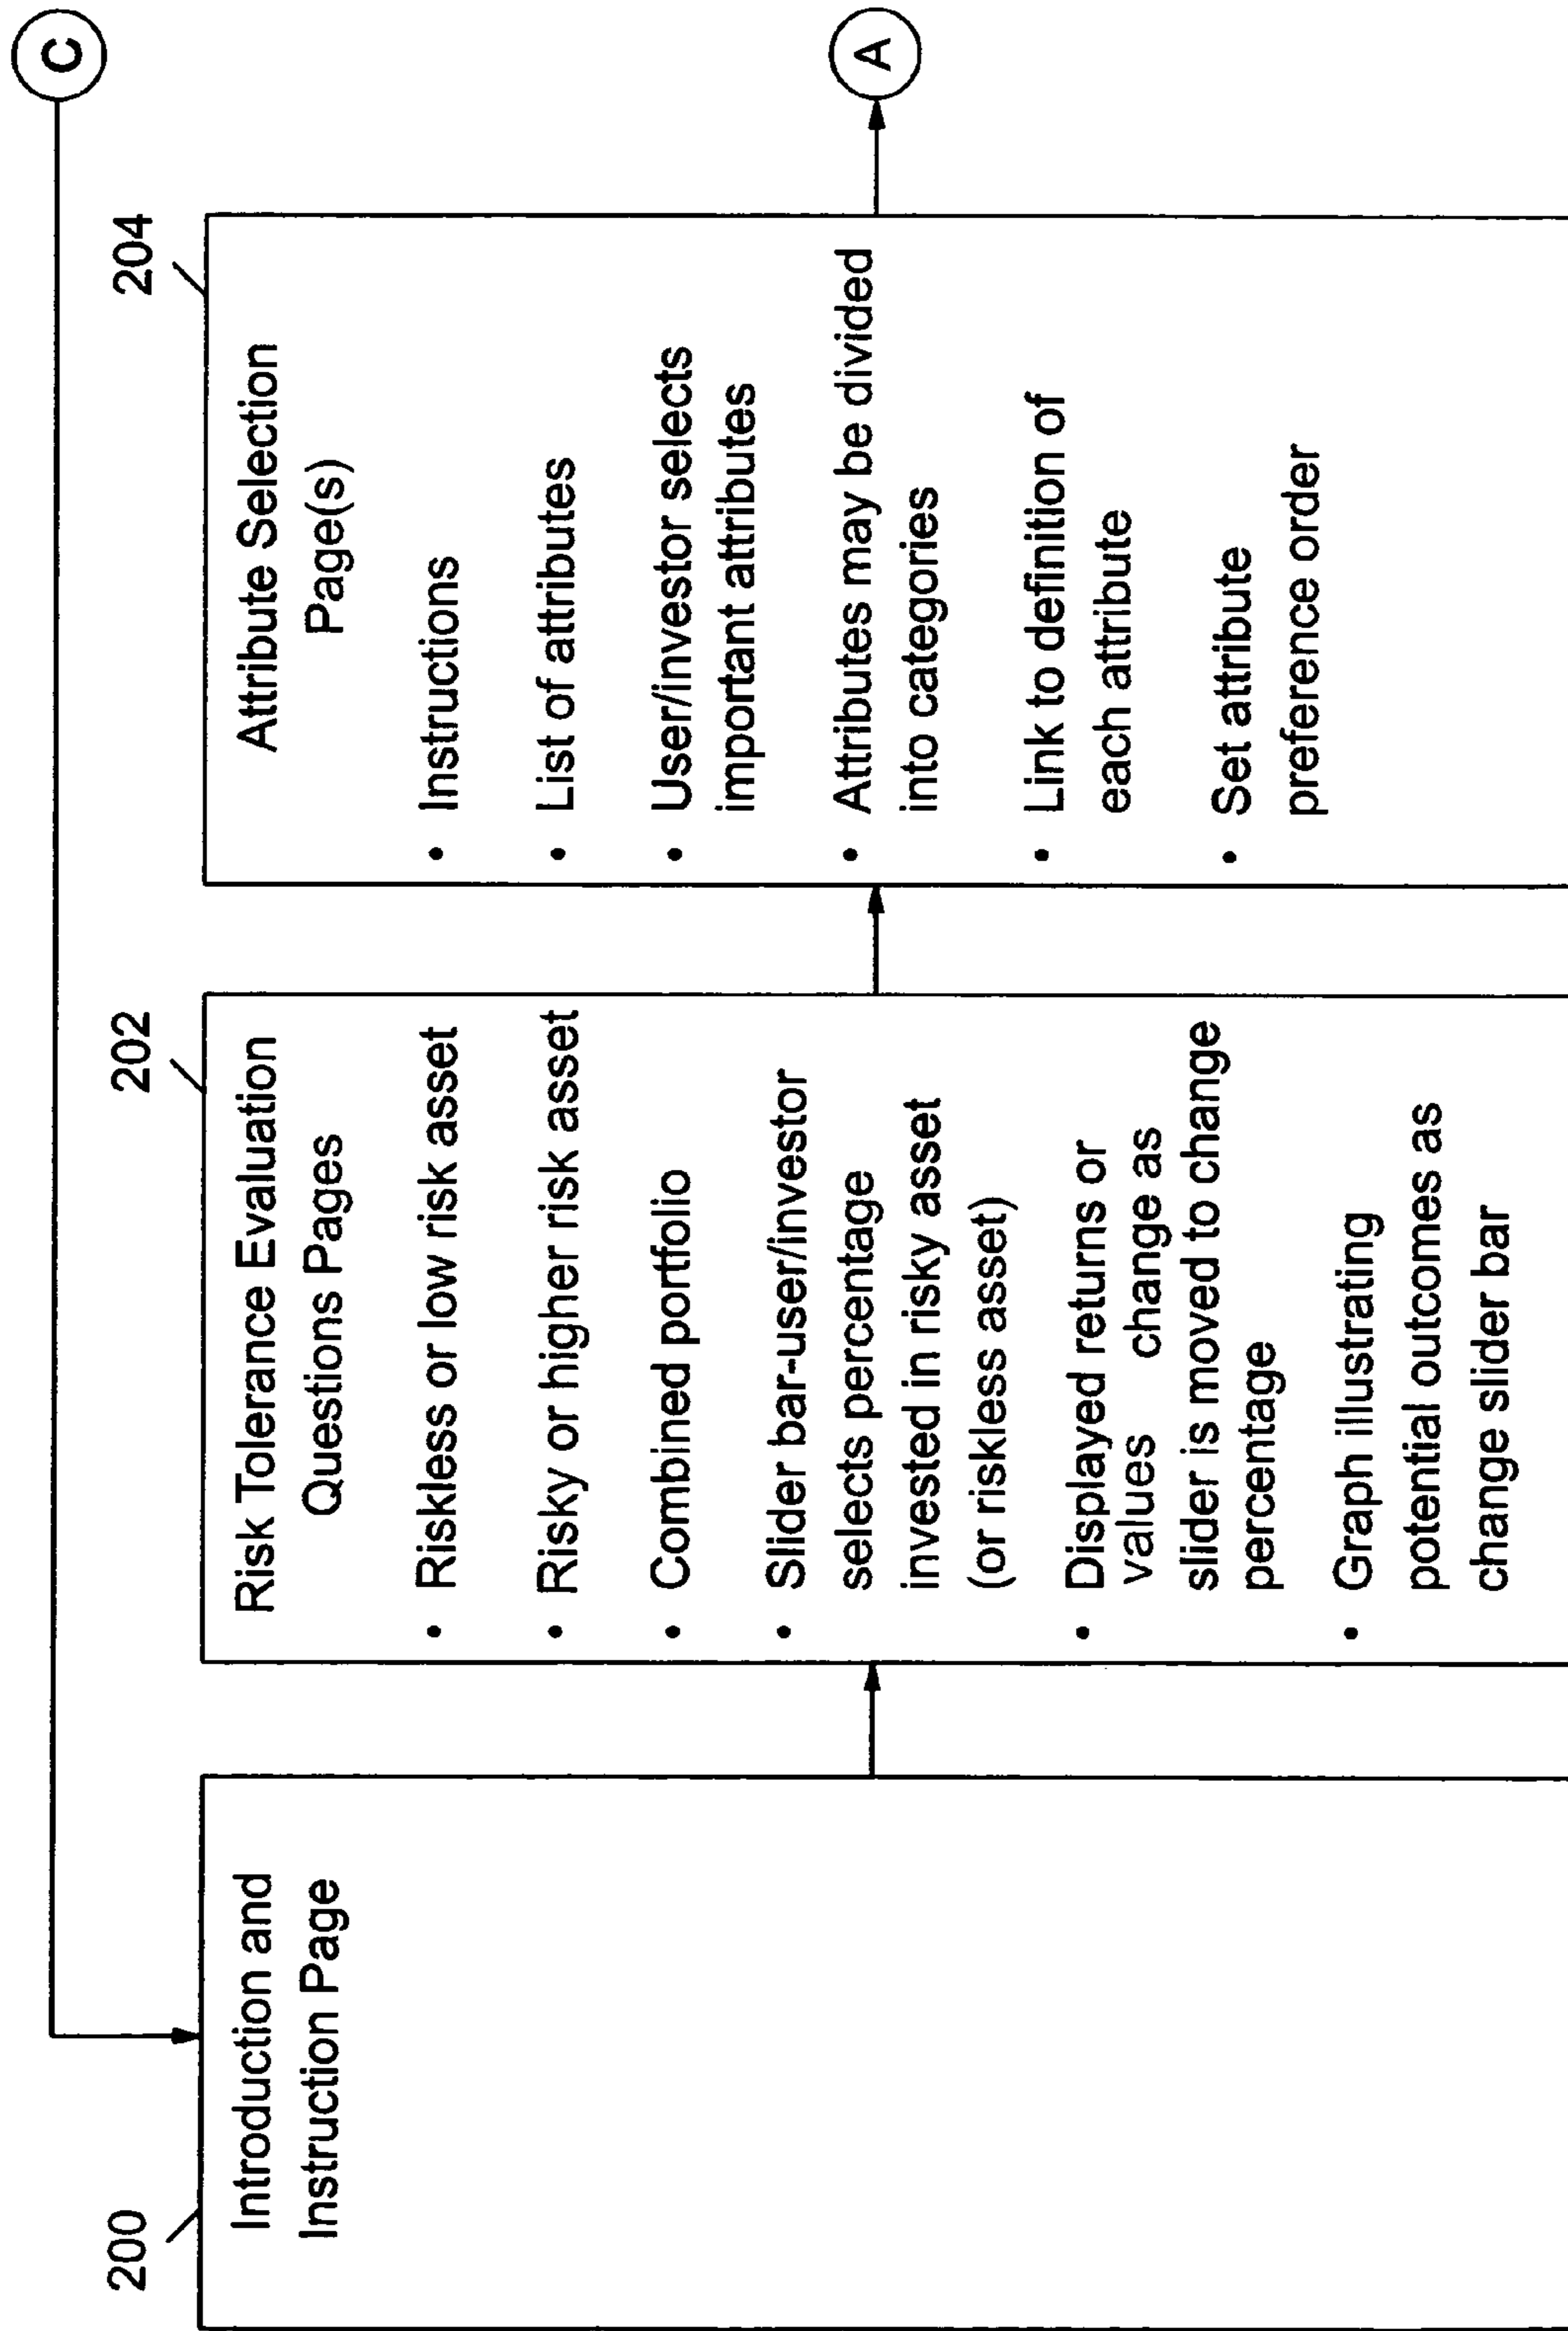 C
200
Introduction and
Instruction Page
202
Risk Tolerance Evaluation
Questions Pages
• Riskless or low risk asset
• Risky or higher risk asset
• Combined portfolio
• Slider bar-user/investor
selects percentage
invested in risky asset
(or riskless asset)
• Displayed returns or
values change as
slider is moved to change
percentage
• Graph illustrating
potential outcomes as
change slider bar
204
Attribute Selection
Page(s)
• Instructions
• List of attributes
• User/investor selects
important attributes
• Attributes may be divided
into categories
• Link to definition of
each attribute
• Set attribute
preference order
A